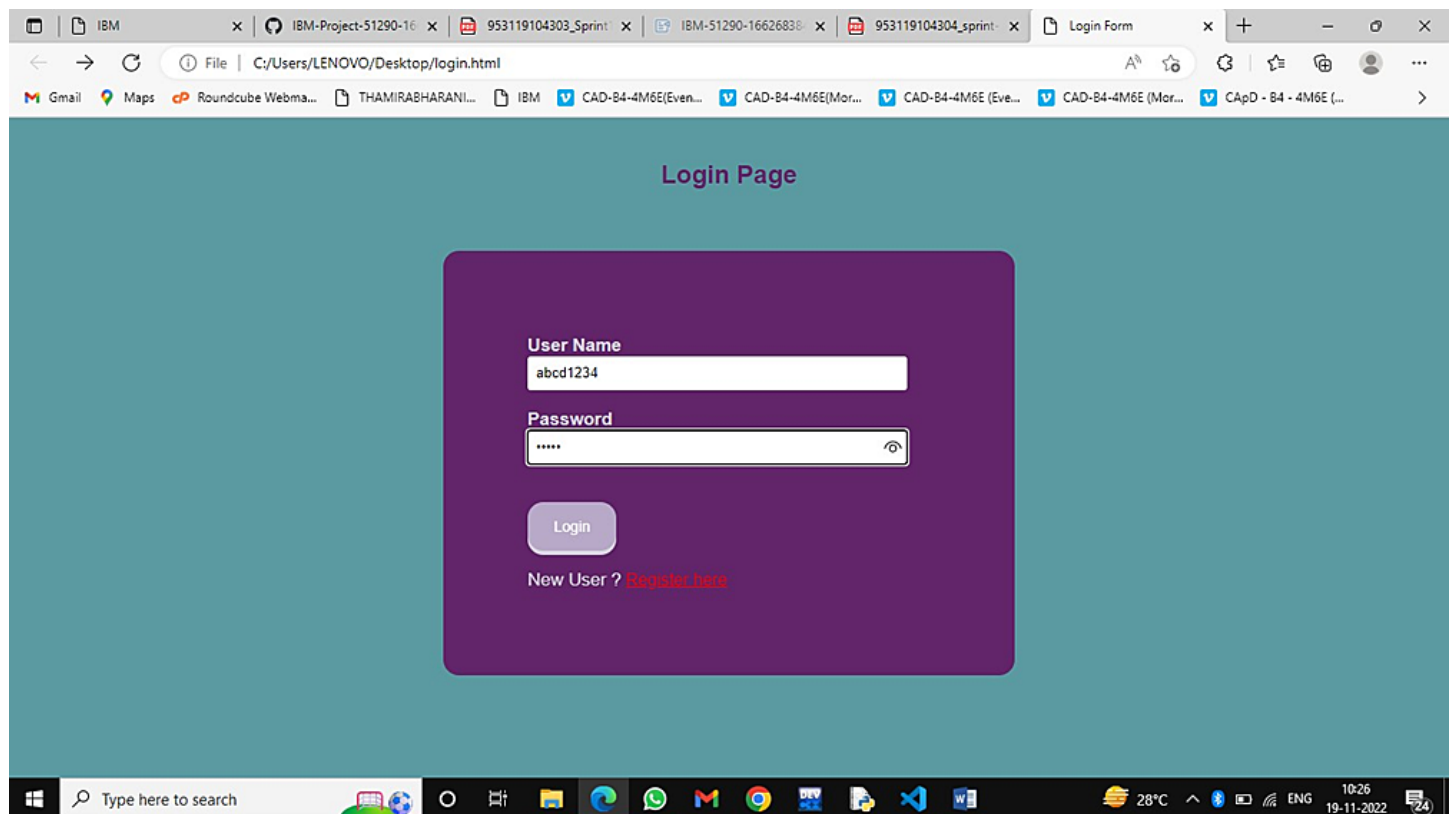 IBM IBM-Project-51290-16 953119104303_Sprint IBM-51290-16626838 953119104304_sprint- Login Form
File C:/Users/LENOVO/Desktop/login.html
Gmail Maps Roundcube Webma... THAMIRABHARANI... IBM CAD-B4-4M6E(Even... CAD-B4-4M6E(Mor... CAD-B4-4M6E (Eve... CAD-B4-4M6E (Mor... CApD - B4 - 4M6E (...
Login Page
User Name
abcd1234
Password
•••••
Login
New User ? Register here
Type here to search DEV 28°C ENG 10:26
19-11-2022 24